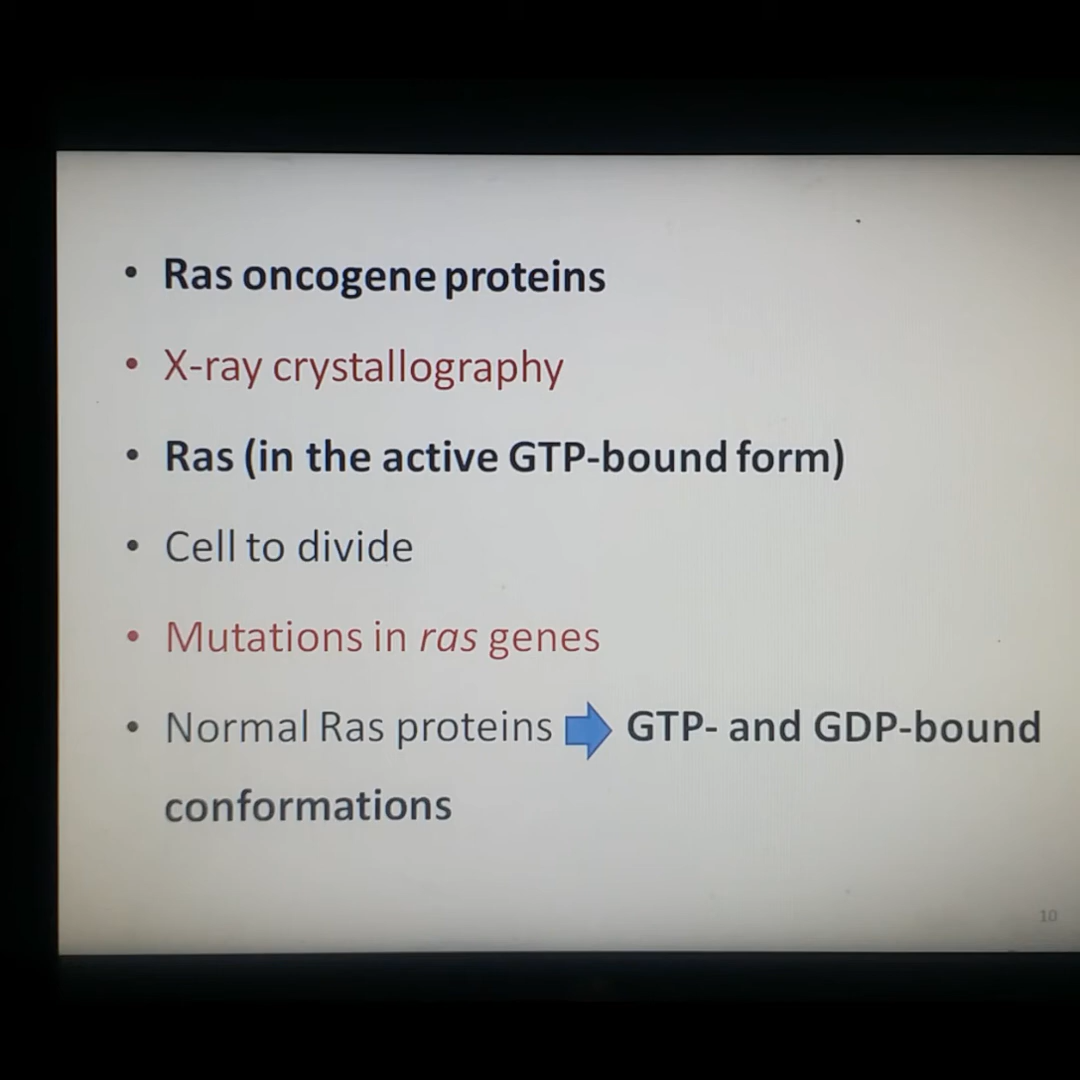 • Ras oncogene proteins
• X-ray crystallography
• Ras (in the active GTP-bound form)
• Cell to divide
• Mutations in ras genes
• Normal Ras proteins ➡ GTP- and GDP-bound
conformations
10